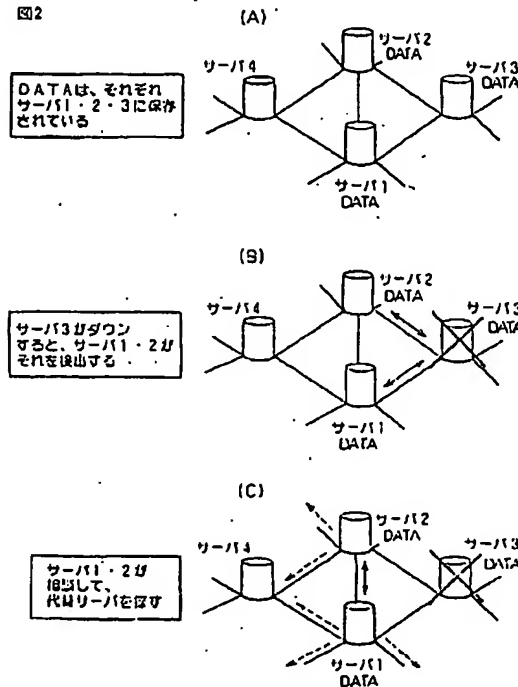 図2
(A)
サーバ2
DATA
サーバ4
サーバ3
DATA
DATAは、それぞれ
サーバ1・2・3に保存
されている
サーバ1
DATA
(B)
サーバ2
DATA
サーバ4
サーバ3
DATA
サーバ3がダウン
すると、サーバ1・2が
それを検出する
サーバ1
DATA
(C)
サーバ2
DATA
サーバ4
サーバ3
DATA
サーバ1・2が
して、
サーバを探す
サーバ1
DATA